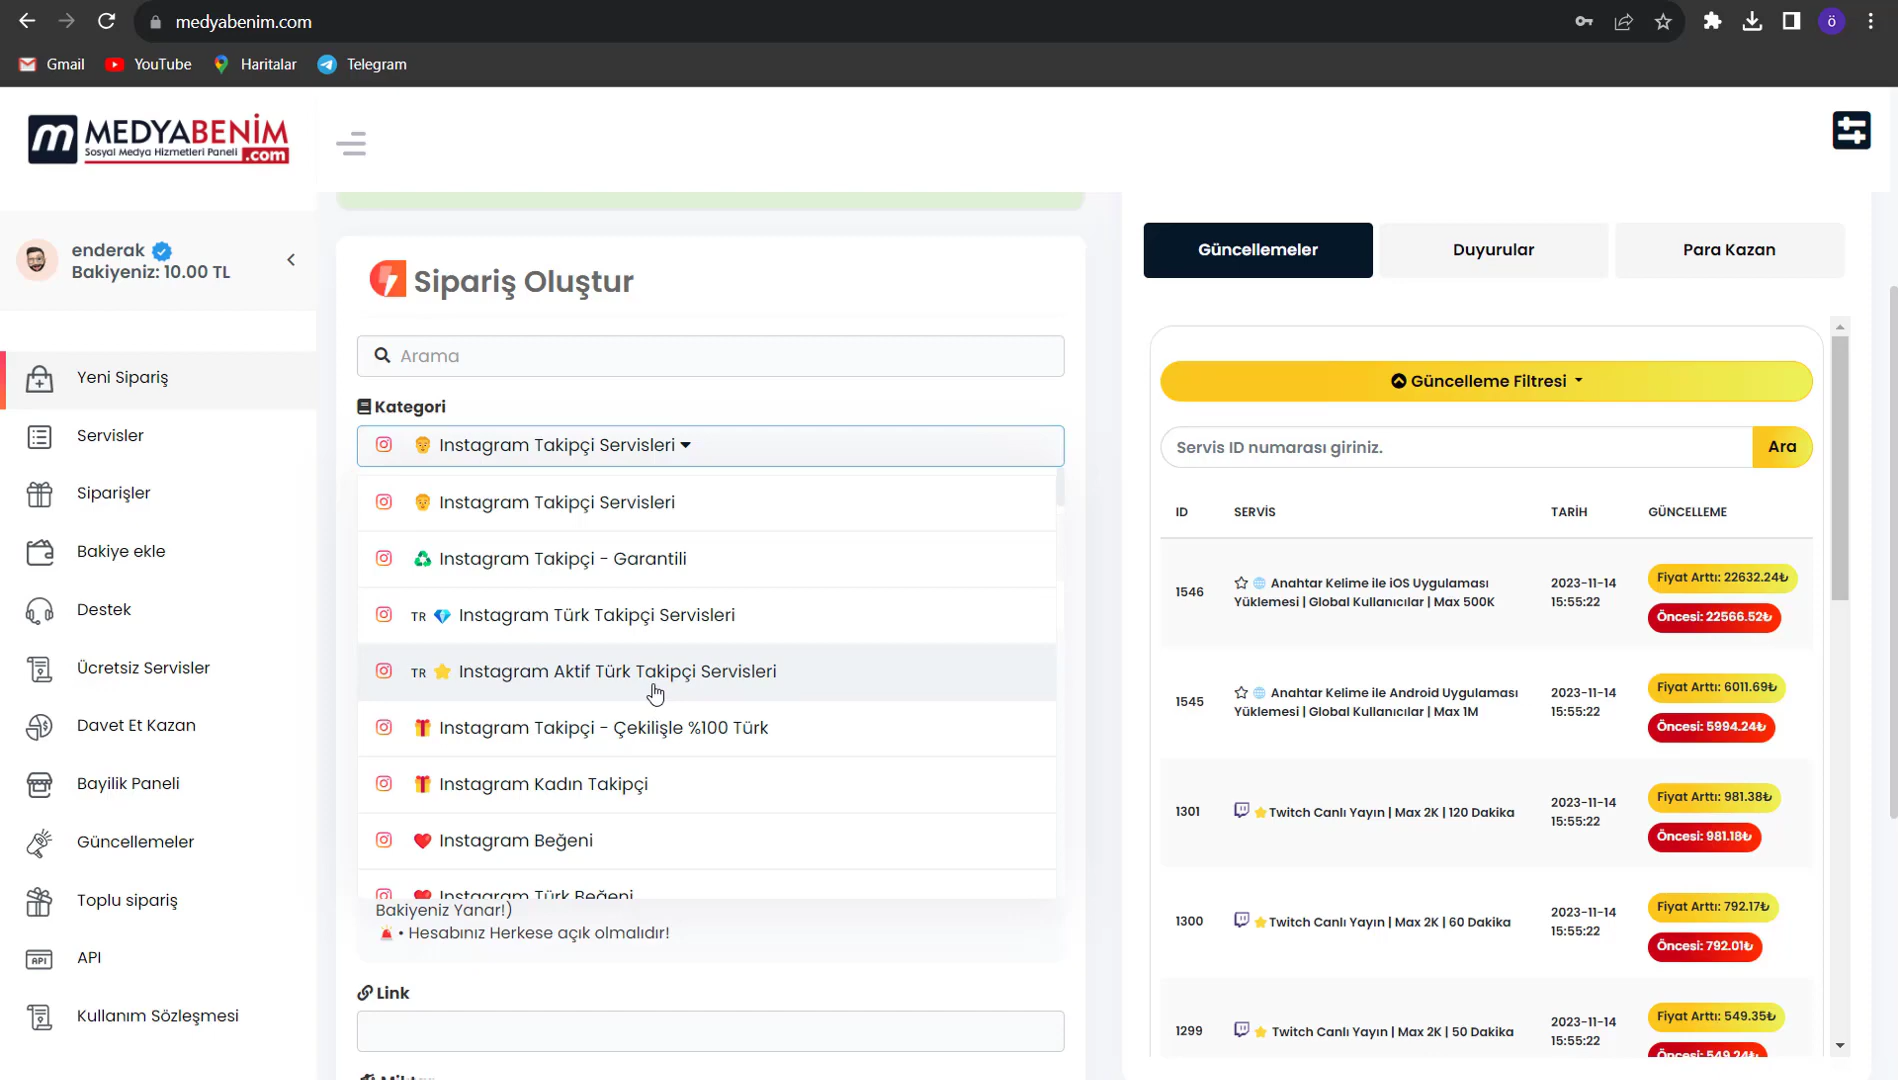 medyabenim.com
ö
Gmail
YouTube
Haritalar
Telegram
m MEDYABENİM
Sosyal Medya Hizmetleri Paneli .com
enderak
Bakiyeniz: 10.00 TL
Yeni Sipariş
Servisler
Siparişler
Bakiye ekle
Destek
Ücretsiz Servisler
Davet Et Kazan
Bayilik Paneli
Güncellemeler
Toplu sipariş
API
API
Kullanım Sözleşmesi
Sipariş Oluştur
Arama
Kategori
Instagram Takipçi Servisleri
Instagram Takipçi Servisleri
Instagram Takipçi - Garantili
TR Instagram Türk Takipçi Servisleri
TR Instagram Aktif Türk Takipçi Servisleri
Instagram Takipçi - Çekilişle %100 Türk
Instagram Kadın Takipçi
Instagram Beğeni
Instagram Türk Beğeni
Bakiyeniz Yanar!)
• Hesabınız Herkese açık olmalıdır!
Link
Miktar
Güncellemeler
Duyurular
Para Kazan
Güncelleme Filtresi
Servis ID numarası giriniz.
Ara
ID SERVİS TARİH GÜNCELLEME
1546
Anahtar Kelime ile iOS Uygulaması
Yüklemesi | Global Kullanıcılar | Max 500K
2023-11-14
15:55:22
Fiyat Arttı: 22632.24₺
Öncesi: 22566.52₺
1545
Anahtar Kelime ile Android Uygulaması
Yüklemesi | Global Kullanıcılar | Max 1M
2023-11-14
15:55:22
Fiyat Arttı: 6011.69₺
Öncesi: 5994.24₺
1301
Twitch Canlı Yayın | Max 2K | 120 Dakika
2023-11-14
15:55:22
Fiyat Arttı: 981.38₺
Öncesi: 981.18₺
1300
Twitch Canlı Yayın | Max 2K | 60 Dakika
2023-11-14
15:55:22
Fiyat Arttı: 792.17₺
Öncesi: 792.01₺
1299
Twitch Canlı Yayın | Max 2K | 50 Dakika
2023-11-14
15:55:22
Fiyat Arttı: 549.35₺
Öncesi: 549.24₺